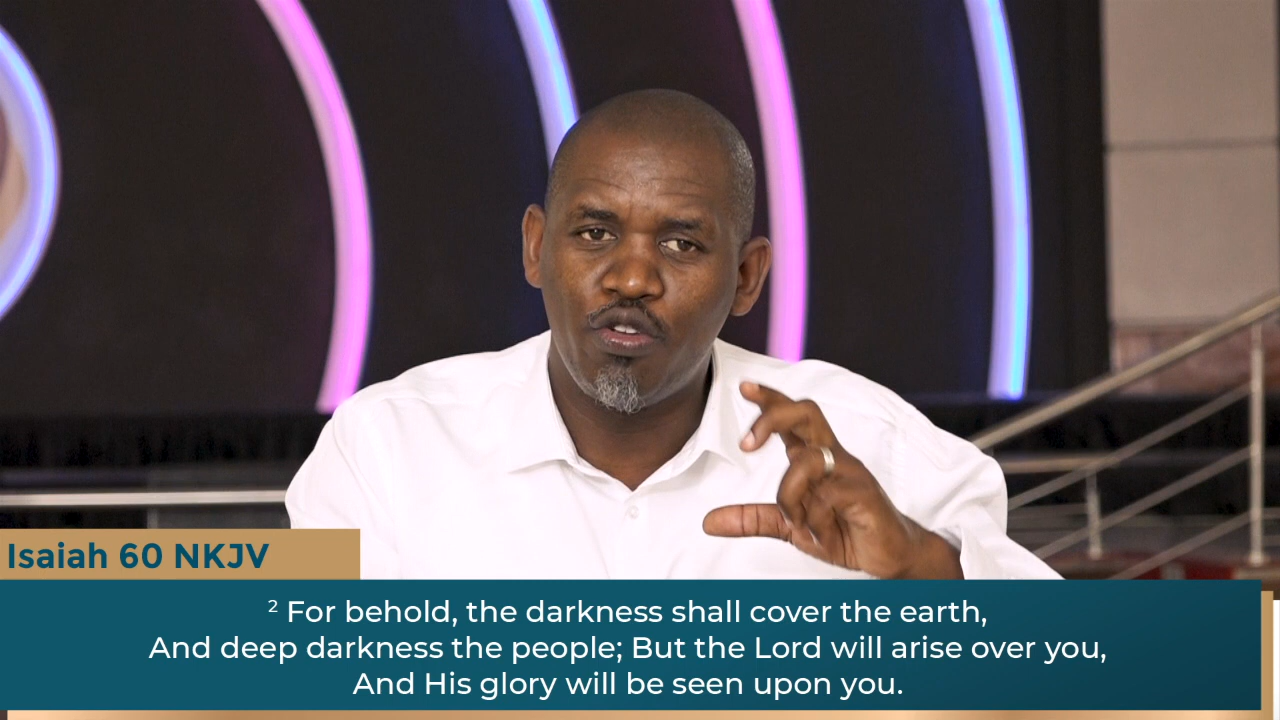 Isaiah 60 NKJV
² For behold, the darkness shall cover the earth,
And deep darkness the people; But the Lord will arise over you,
And His glory will be seen upon you.